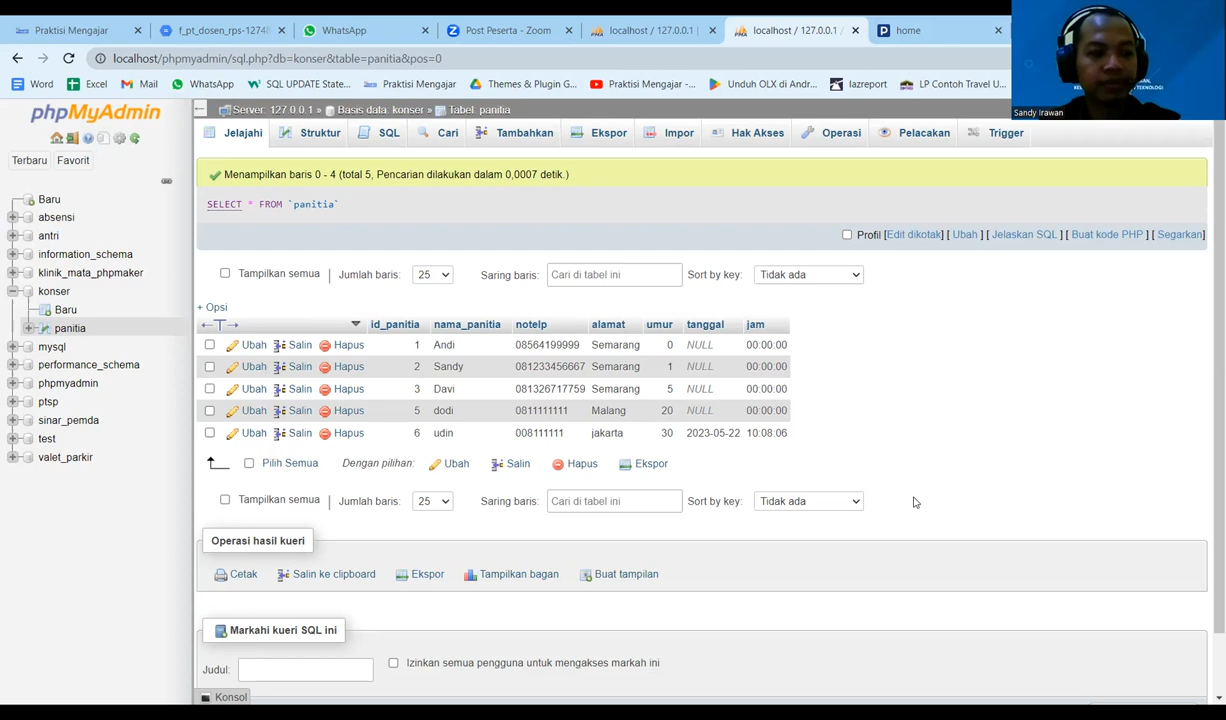 Praktisi Mengajar
f_pt_dosen_rps-12748
WhatsApp
Post Peserta - Zoom
localhost / 127.0.0.1 |
localhost / 127.0.0.1 /
home
localhost/phpmyadmin/sql.php?db=konser&table=panitia&pos=0
Word
Excel
Mail
WhatsApp
SQL UPDATE State...
Praktisi Mengajar
Themes & Plugin G...
Praktisi Mengajar -...
Unduh OLX di Andr...
lazreport
LP Contoh Travel U...
Sandy Irawan
phpMyAdmin
Terbaru
Favorit
Baru
absensi
antri
information_schema
klinik_mata_phpmaker
konser
Baru
panitia
mysql
performance_schema
phpmyadmin
ptsp
sinar_pemda
test
valet_parkir
Server: 127.0.0.1 » Basis data: konser » Tabel: panitia
Jelajahi Struktur SQL Cari Tambahkan Ekspor Impor Hak Akses Operasi Pelacakan Trigger
Menampilkan baris 0 - 4 (total 5, Pencarian dilakukan dalam 0,0007 detik.)
SELECT * FROM `panitia`
Profil [Edit dikotak] [ Ubah ] [ Jelaskan SQL ] [ Buat kode PHP ] [ Segarkan]
Tampilkan semua | Jumlah baris: 25 Saring baris: Cari di tabel ini Sort by key: Tidak ada
+ Opsi
←T→ id_panitia nama_panitia notelp alamat umur tanggal jam
Ubah Salin Hapus 1 Andi 08564199999 Semarang 0 NULL 00:00:00
Ubah Salin Hapus 2 Sandy 081233456667 Semarang 1 NULL 00:00:00
Ubah Salin Hapus 3 Davi 081326717759 Semarang 5 NULL 00:00:00
Ubah Salin Hapus 5 dodi 0811111111 Malang 20 NULL 00:00:00
Ubah Salin Hapus 6 udin 008111111 jakarta 30 2023-05-22 10:08:06
Pilih Semua Dengan pilihan: Ubah Salin Hapus Ekspor
Tampilkan semua | Jumlah baris: 25 Saring baris: Cari di tabel ini Sort by key: Tidak ada
Operasi hasil kueri
Cetak Salin ke clipboard Ekspor Tampilkan bagan Buat tampilan
Markahi kueri SQL ini
Judul: Izinkan semua pengguna untuk mengakses markah ini
Konsol